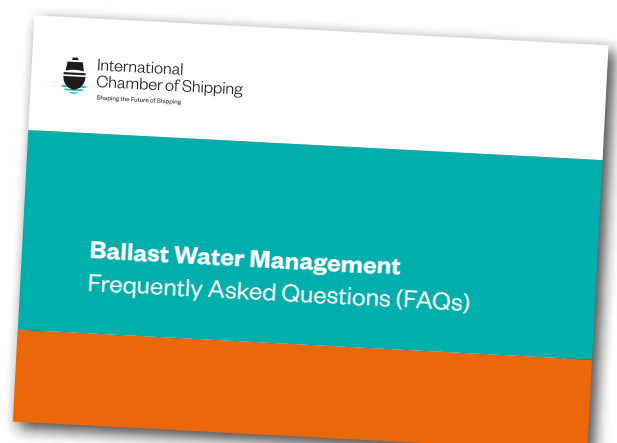 International
Chamber of Shipping
Shaping the Future of Shipping
Ballast Water Management
Frequently Asked Questions (FAQs)